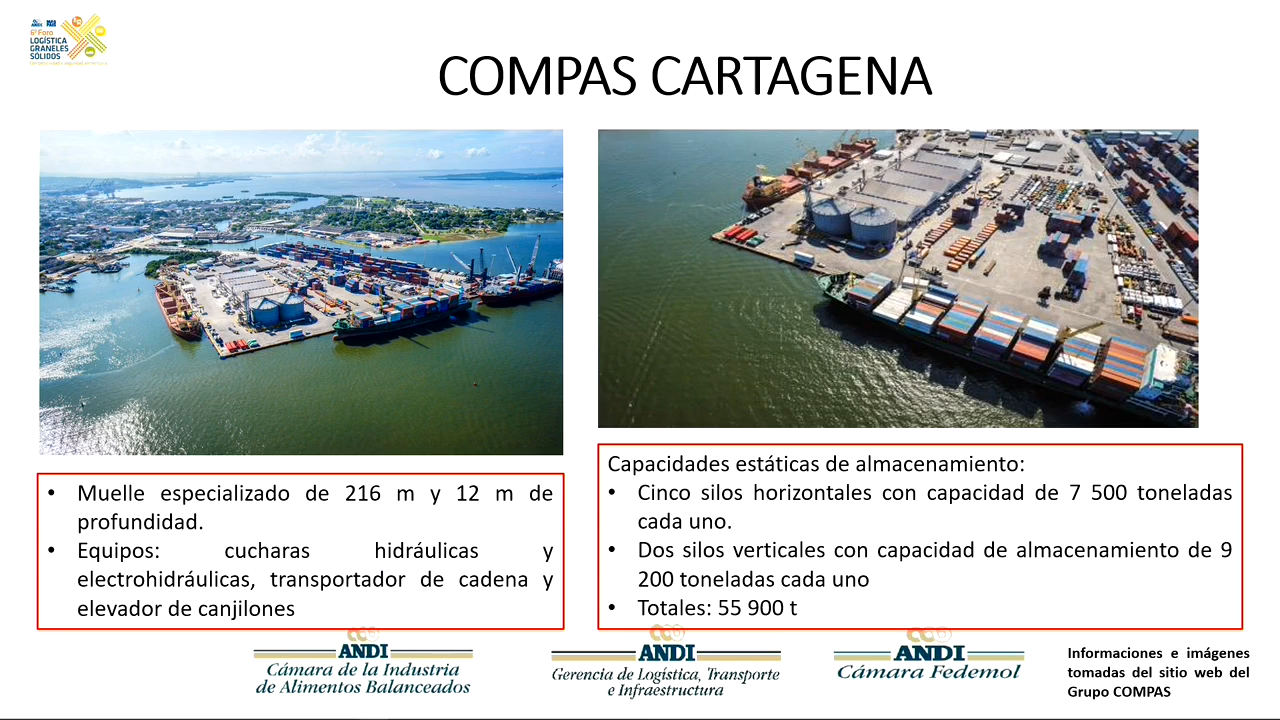 ANDI
6º Foro
LOGÍSTICA
GRANELES
SÓLIDOS
COMPAS CARTAGENA
• Muelle especializado de 216 m y 12 m de
profundidad.
• Equipos: cucharas hidráulicas y
electrohidráulicas, transportador de cadena y
elevador de canjilones
Capacidades estáticas de almacenamiento:
• Cinco silos horizontales con capacidad de 7 500 toneladas
cada uno.
• Dos silos verticales con capacidad de almacenamiento de 9
200 toneladas cada uno
• Totales: 55 900 t
ANDI
Cámara de la Industria
de Alimentos Balanceados
ANDI
Gerencia de Logística, Transporte
e Infraestructura
ANDI
Cámara Fedemol
Informaciones e imágenes
tomadas del sitio web del
Grupo COMPAS